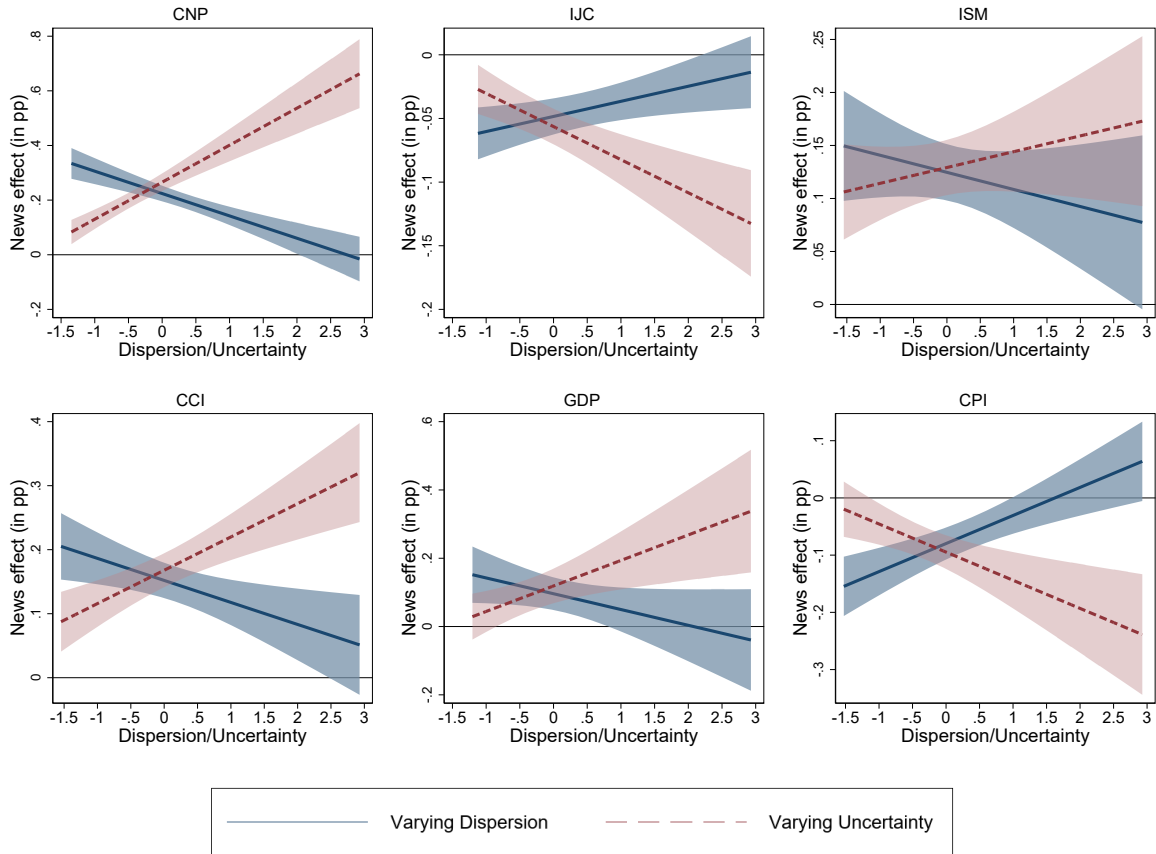 CNP
News effect (in pp)
.8
.6
.4
.2
0
-.2
-1.5 -1 -.5 0 .5 1 1.5 2 2.5 3
Dispersion/Uncertainty
IJC
News effect (in pp)
0
-.05
-.1
-.15
-.2
-1.5 -1 -.5 0 .5 1 1.5 2 2.5 3
Dispersion/Uncertainty
ISM
News effect (in pp)
.25
.2
.15
.1
.05
0
-1.5 -1 -.5 0 .5 1 1.5 2 2.5 3
Dispersion/Uncertainty
CCI
News effect (in pp)
.4
.3
.2
.1
0
-1.5 -1 -.5 0 .5 1 1.5 2 2.5 3
Dispersion/Uncertainty
GDP
News effect (in pp)
.6
.4
.2
0
-.2
-1.5 -1 -.5 0 .5 1 1.5 2 2.5 3
Dispersion/Uncertainty
CPI
News effect (in pp)
.1
0
-.1
-.2
-.3
-1.5 -1 -.5 0 .5 1 1.5 2 2.5 3
Dispersion/Uncertainty
Varying Dispersion Varying Uncertainty